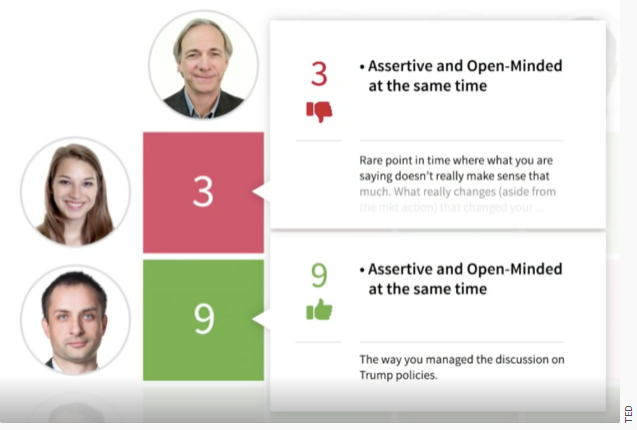 3
• Assertive and Open-Minded
at the same time
3
Rare point in time where what you are
saying doesn't really make sense that
much. What really changes (aside from
the mkt action) that changed your ...
9
• Assertive and Open-Minded
at the same time
9
The way you managed the discussion on
Trump policies.
TED